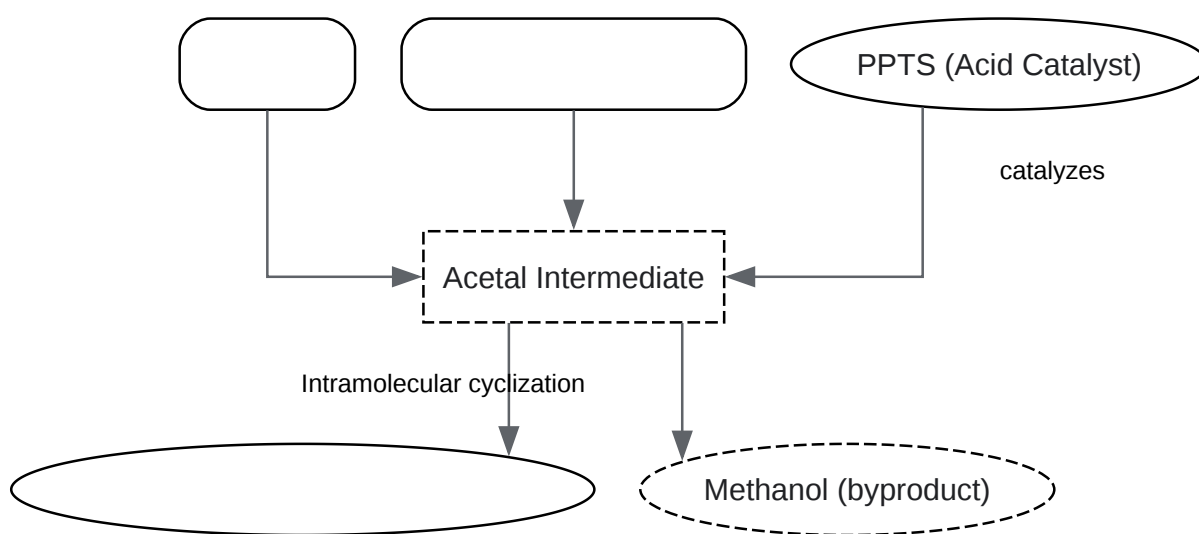 PPTS (Acid Catalyst)
catalyzes
Acetal Intermediate
Intramolecular cyclization
Methanol (byproduct)